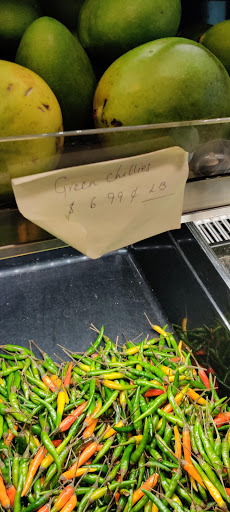 Green chillies
$ 6 99 ¢ LB